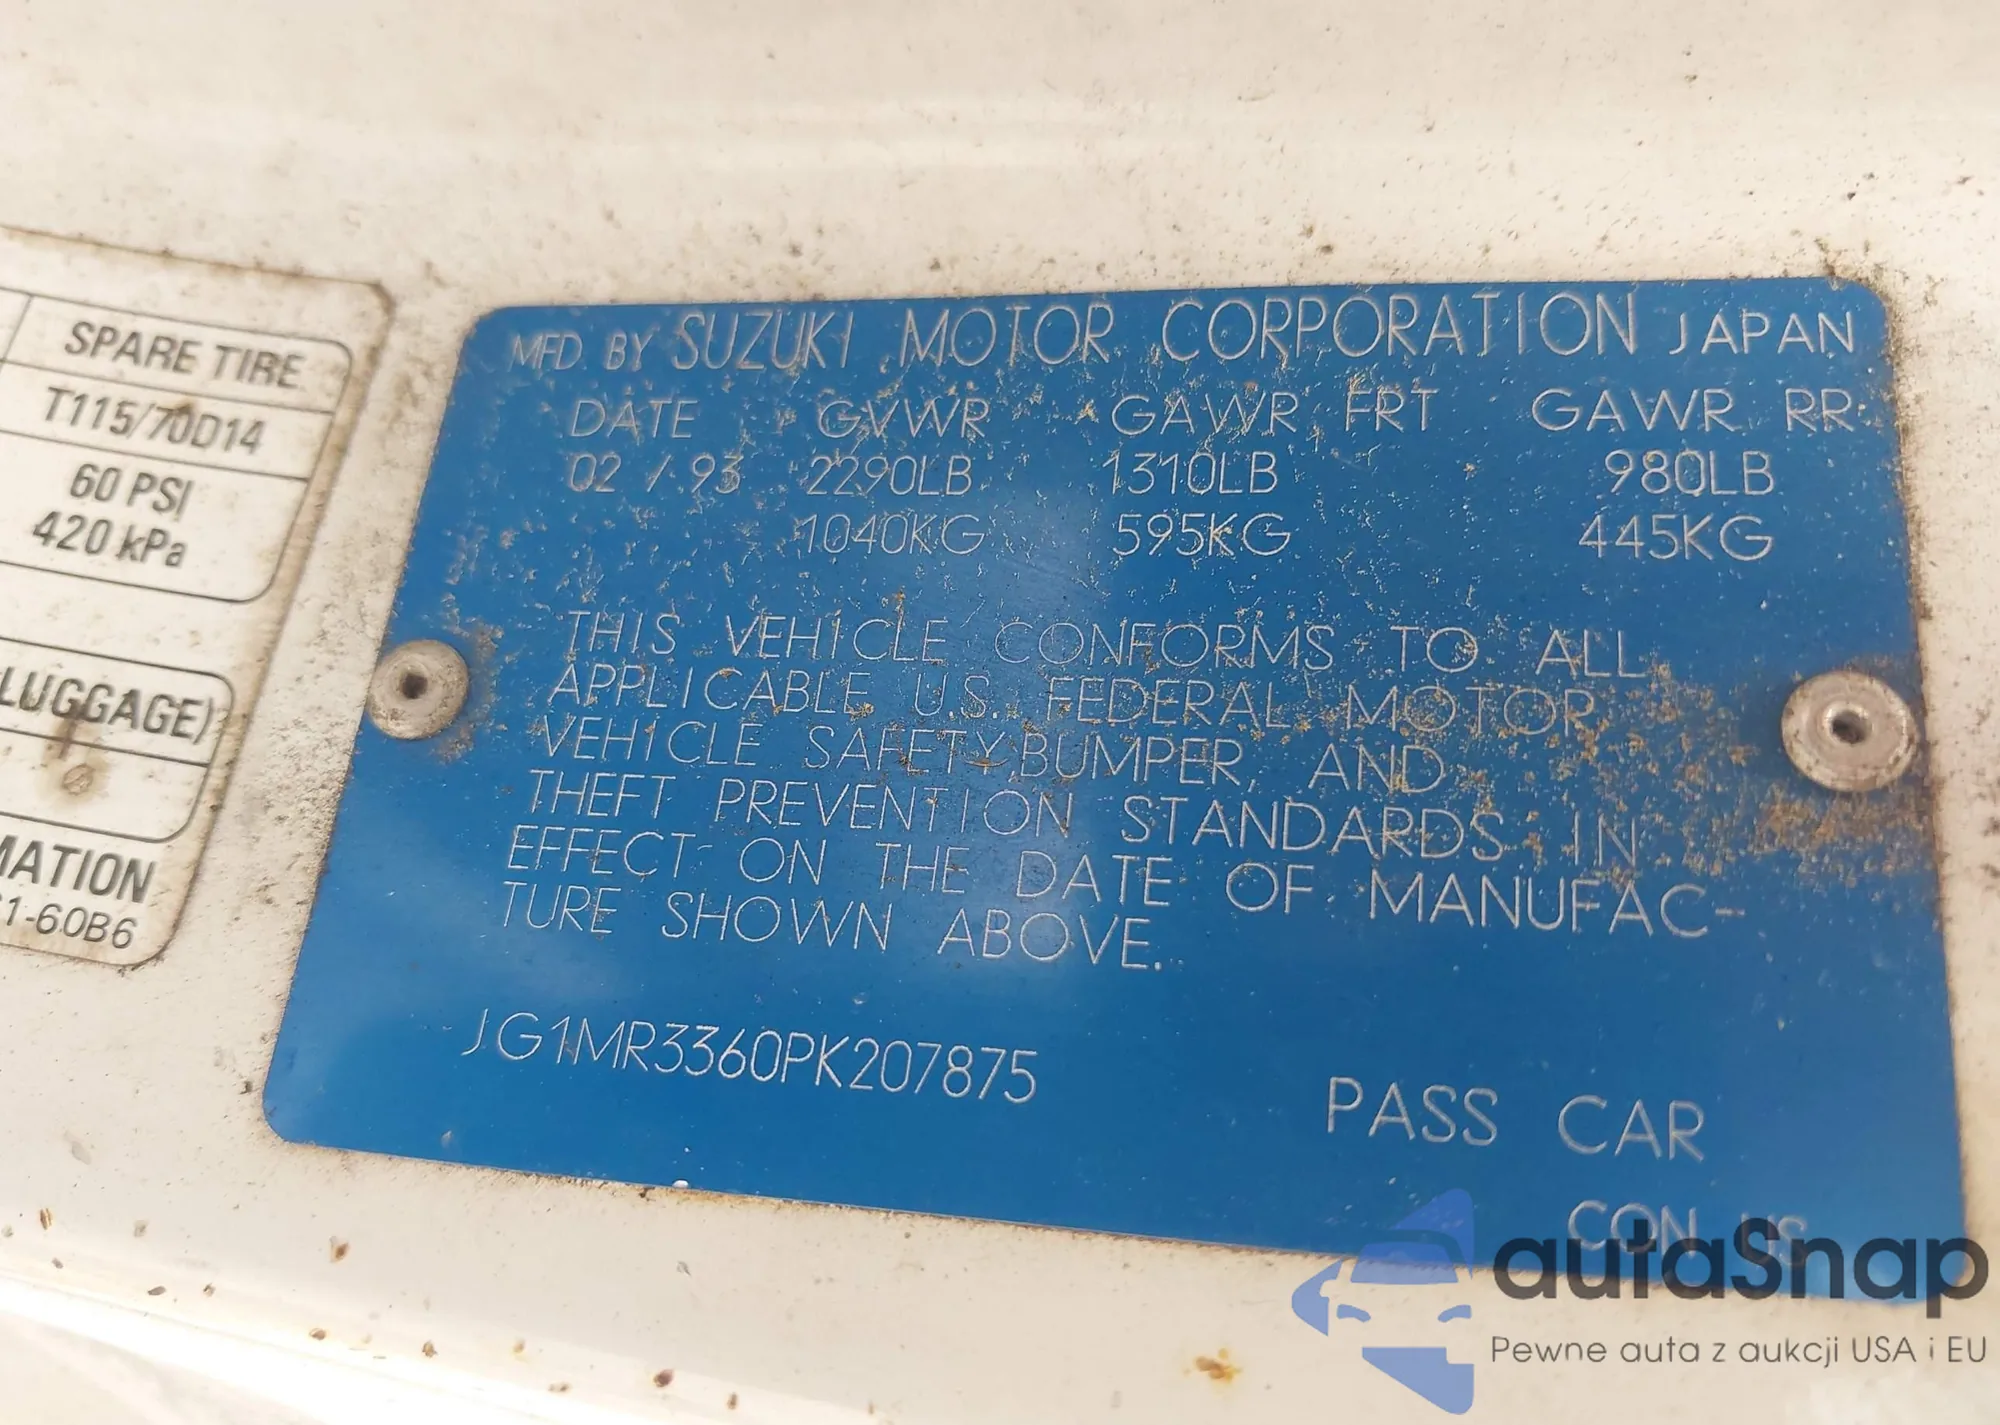 SPARE TIRE
T115/70D14
60 PSI
420 kPa
LUGGAGE)
MATION
61-60B6
MFD. BY SUZUKI MOTOR CORPORATION JAPAN
DATE GVWR GAWR FRT GAWR RR
02 / 93 2290LB 1310LB 980LB
1040KG 595KG 445KG
THIS VEHICLE CONFORMS TO ALL
APPLICABLE U.S. FEDERAL MOTOR
VEHICLE SAFETY,BUMPER, AND
THEFT PREVENTION STANDARDS IN
EFFECT ON THE DATE OF MANUFAC-
TURE SHOWN ABOVE.
JG1MR3360PK207875
PASS CAR
CON US
autaSnap
Pewne auta z aukcji USA i EU